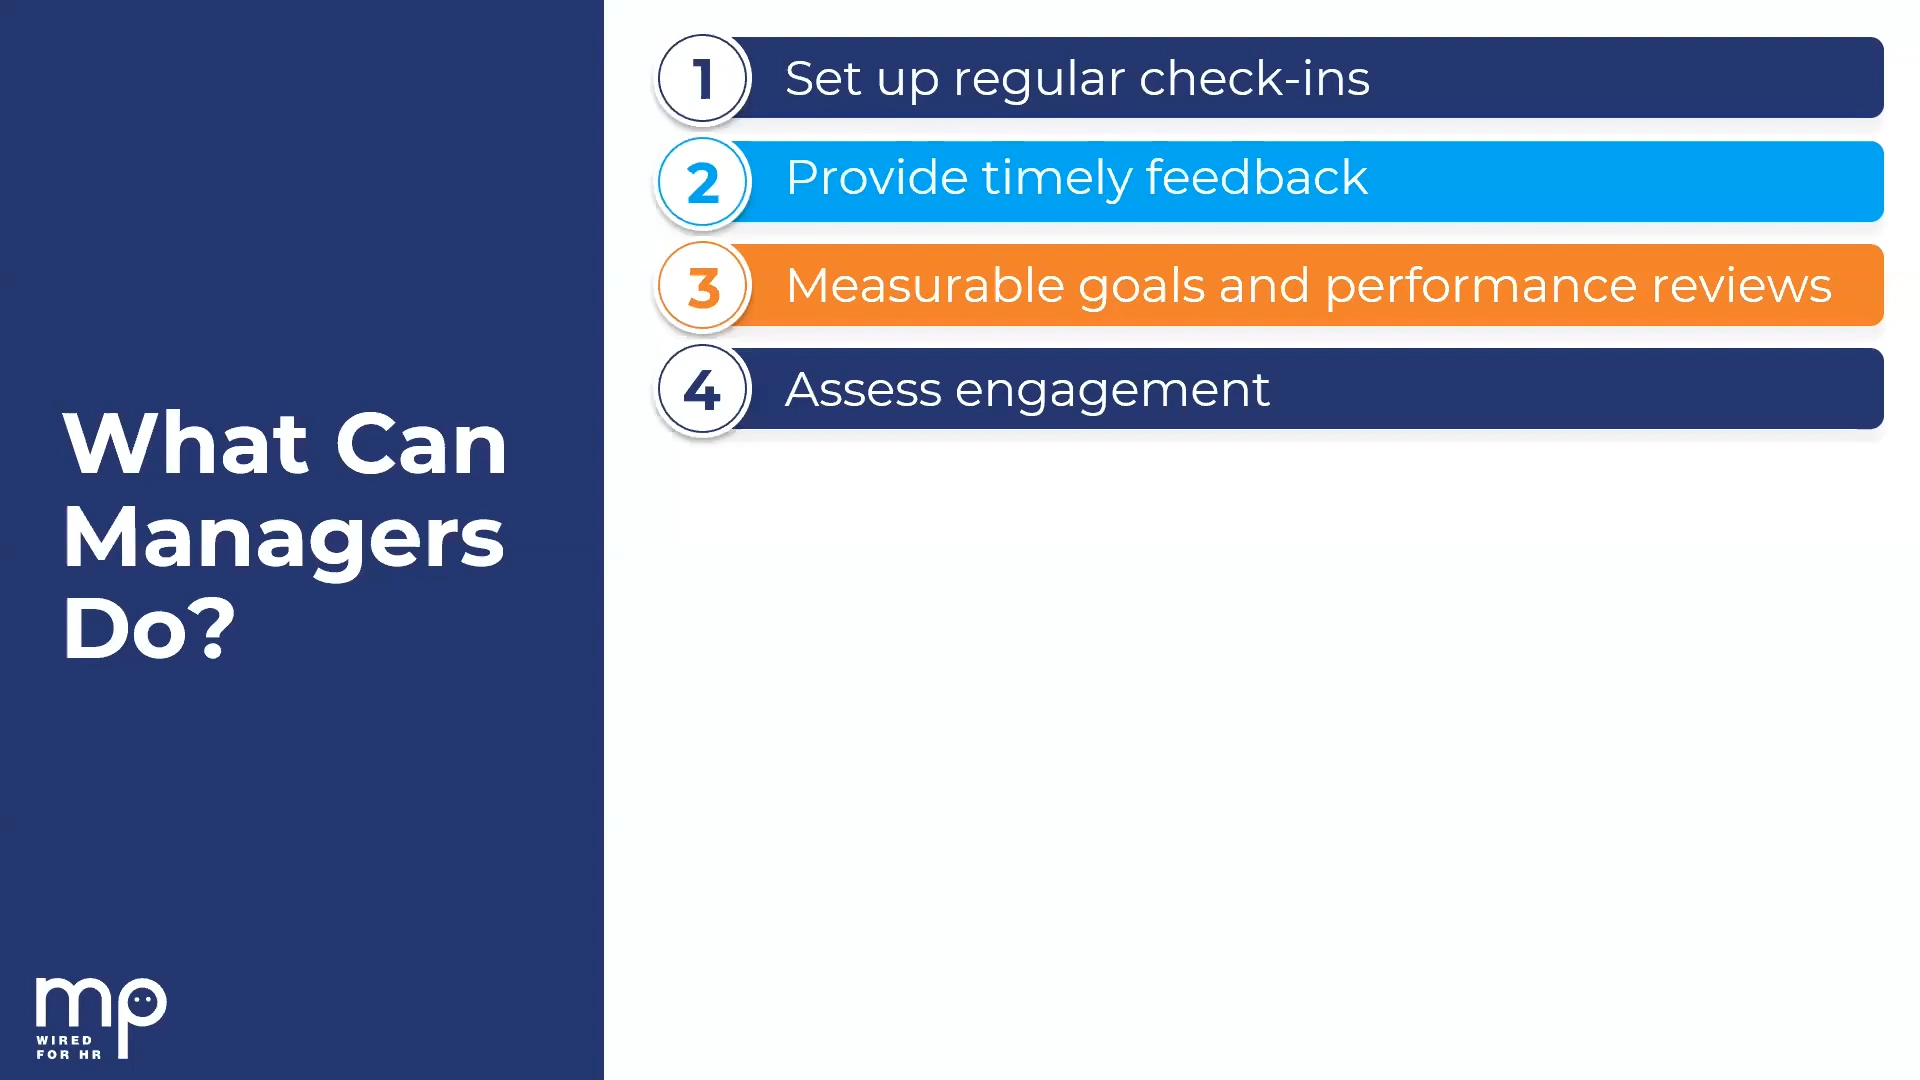 What Can
Managers
Do?
1 Set up regular check-ins
2 Provide timely feedback
3 Measurable goals and performance reviews
4 Assess engagement
mp
WIRED
FOR HR